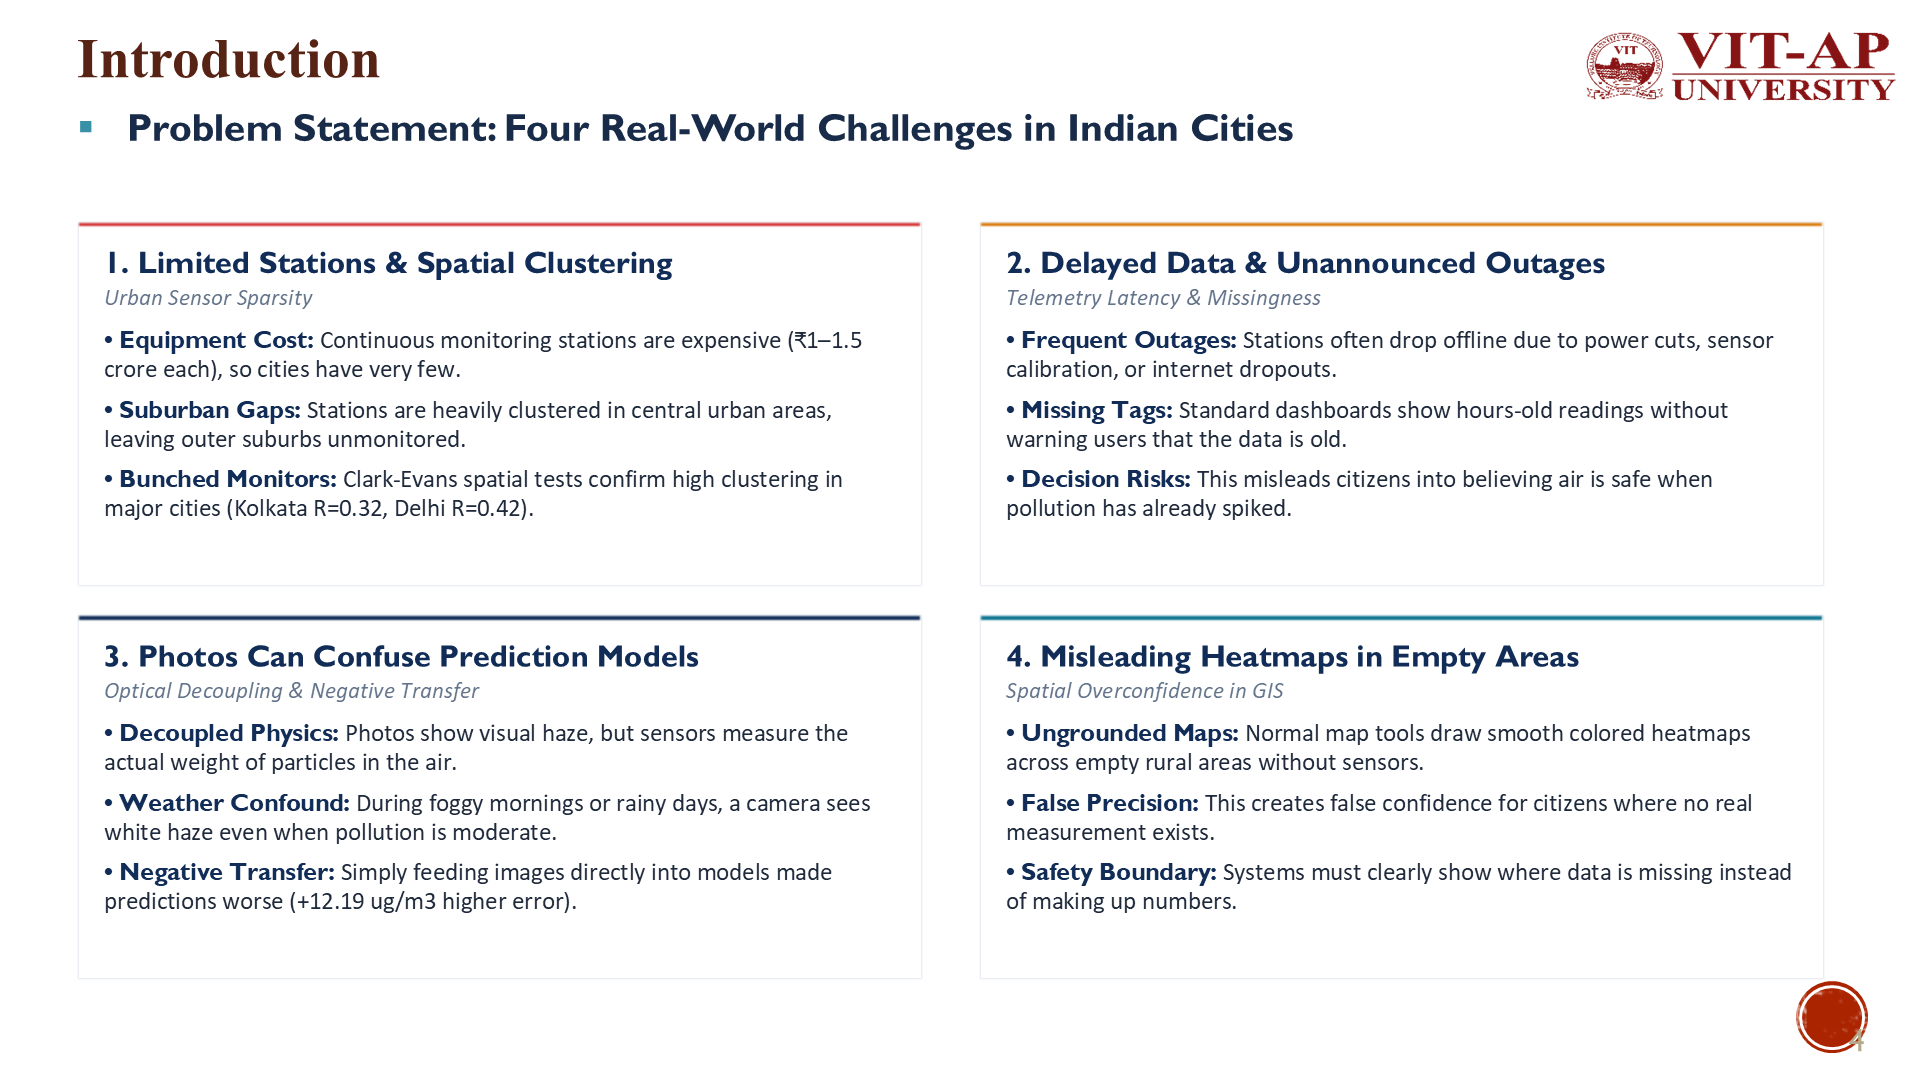 Introduction
VIT
VIT-AP
UNIVERSITY
▪ Problem Statement: Four Real-World Challenges in Indian Cities
1. Limited Stations & Spatial Clustering
Urban Sensor Sparsity
• Equipment Cost: Continuous monitoring stations are expensive (₹1–1.5
crore each), so cities have very few.
• Suburban Gaps: Stations are heavily clustered in central urban areas,
leaving outer suburbs unmonitored.
• Bunched Monitors: Clark-Evans spatial tests confirm high clustering in
major cities (Kolkata R=0.32, Delhi R=0.42).
2. Delayed Data & Unannounced Outages
Telemetry Latency & Missingness
• Frequent Outages: Stations often drop offline due to power cuts, sensor
calibration, or internet dropouts.
• Missing Tags: Standard dashboards show hours-old readings without
warning users that the data is old.
• Decision Risks: This misleads citizens into believing air is safe when
pollution has already spiked.
3. Photos Can Confuse Prediction Models
Optical Decoupling & Negative Transfer
• Decoupled Physics: Photos show visual haze, but sensors measure the
actual weight of particles in the air.
• Weather Confound: During foggy mornings or rainy days, a camera sees
white haze even when pollution is moderate.
• Negative Transfer: Simply feeding images directly into models made
predictions worse (+12.19 ug/m3 higher error).
4. Misleading Heatmaps in Empty Areas
Spatial Overconfidence in GIS
• Ungrounded Maps: Normal map tools draw smooth colored heatmaps
across empty rural areas without sensors.
• False Precision: This creates false confidence for citizens where no real
measurement exists.
• Safety Boundary: Systems must clearly show where data is missing instead
of making up numbers.
4